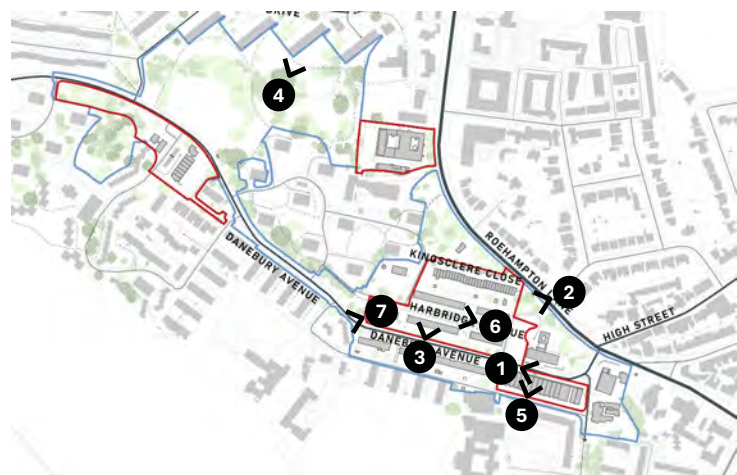 DRIVE
4
DANEBURY AVENUE
KINGSCLERE CLOSE
ROEHAMPTON
2
7
HARBRIDGE
6
HIGH STREET
DANEBURY AVENUE
3
1
5